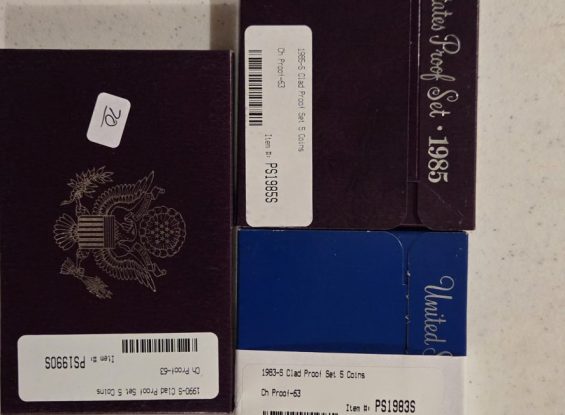 20
1990-S Clad Proof Set 5 Coins
Ch Proof-63
Item #: PS1990S
1985-S Clad Proof Set 5 Coins
Ch Proof-63
Item #: PS1985S
tates Proof Set • 1985
United S
1983-S Clad Proof Set 5 Coins
Ch Proof-63
Item #: PS1983S